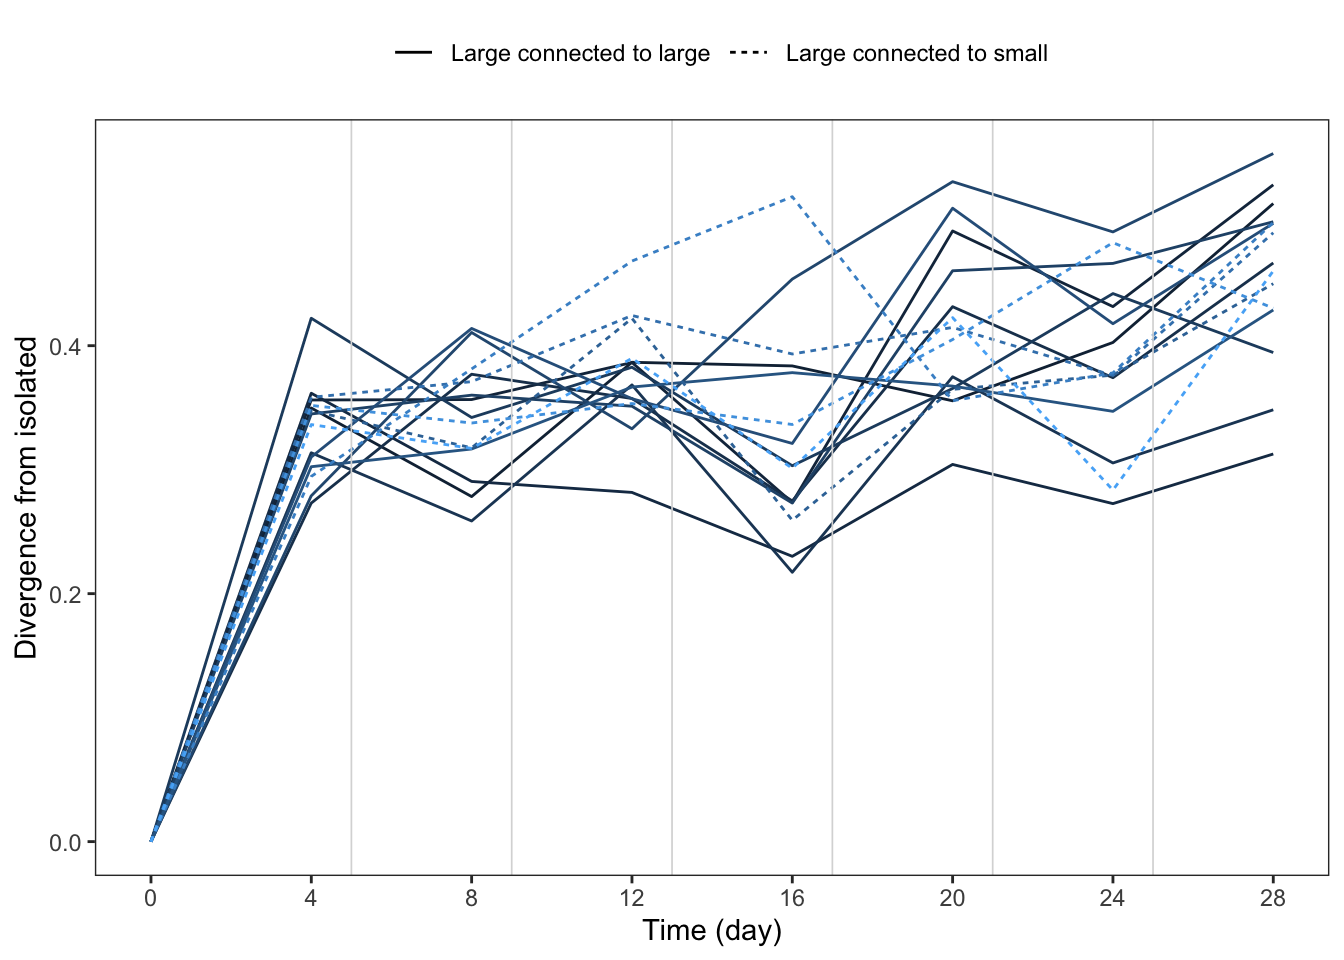 Large connected to large Large connected to small
Divergence from isolated
0.4
0.2
0.0
0 4 8 12 16 20 24 28
Time (day)